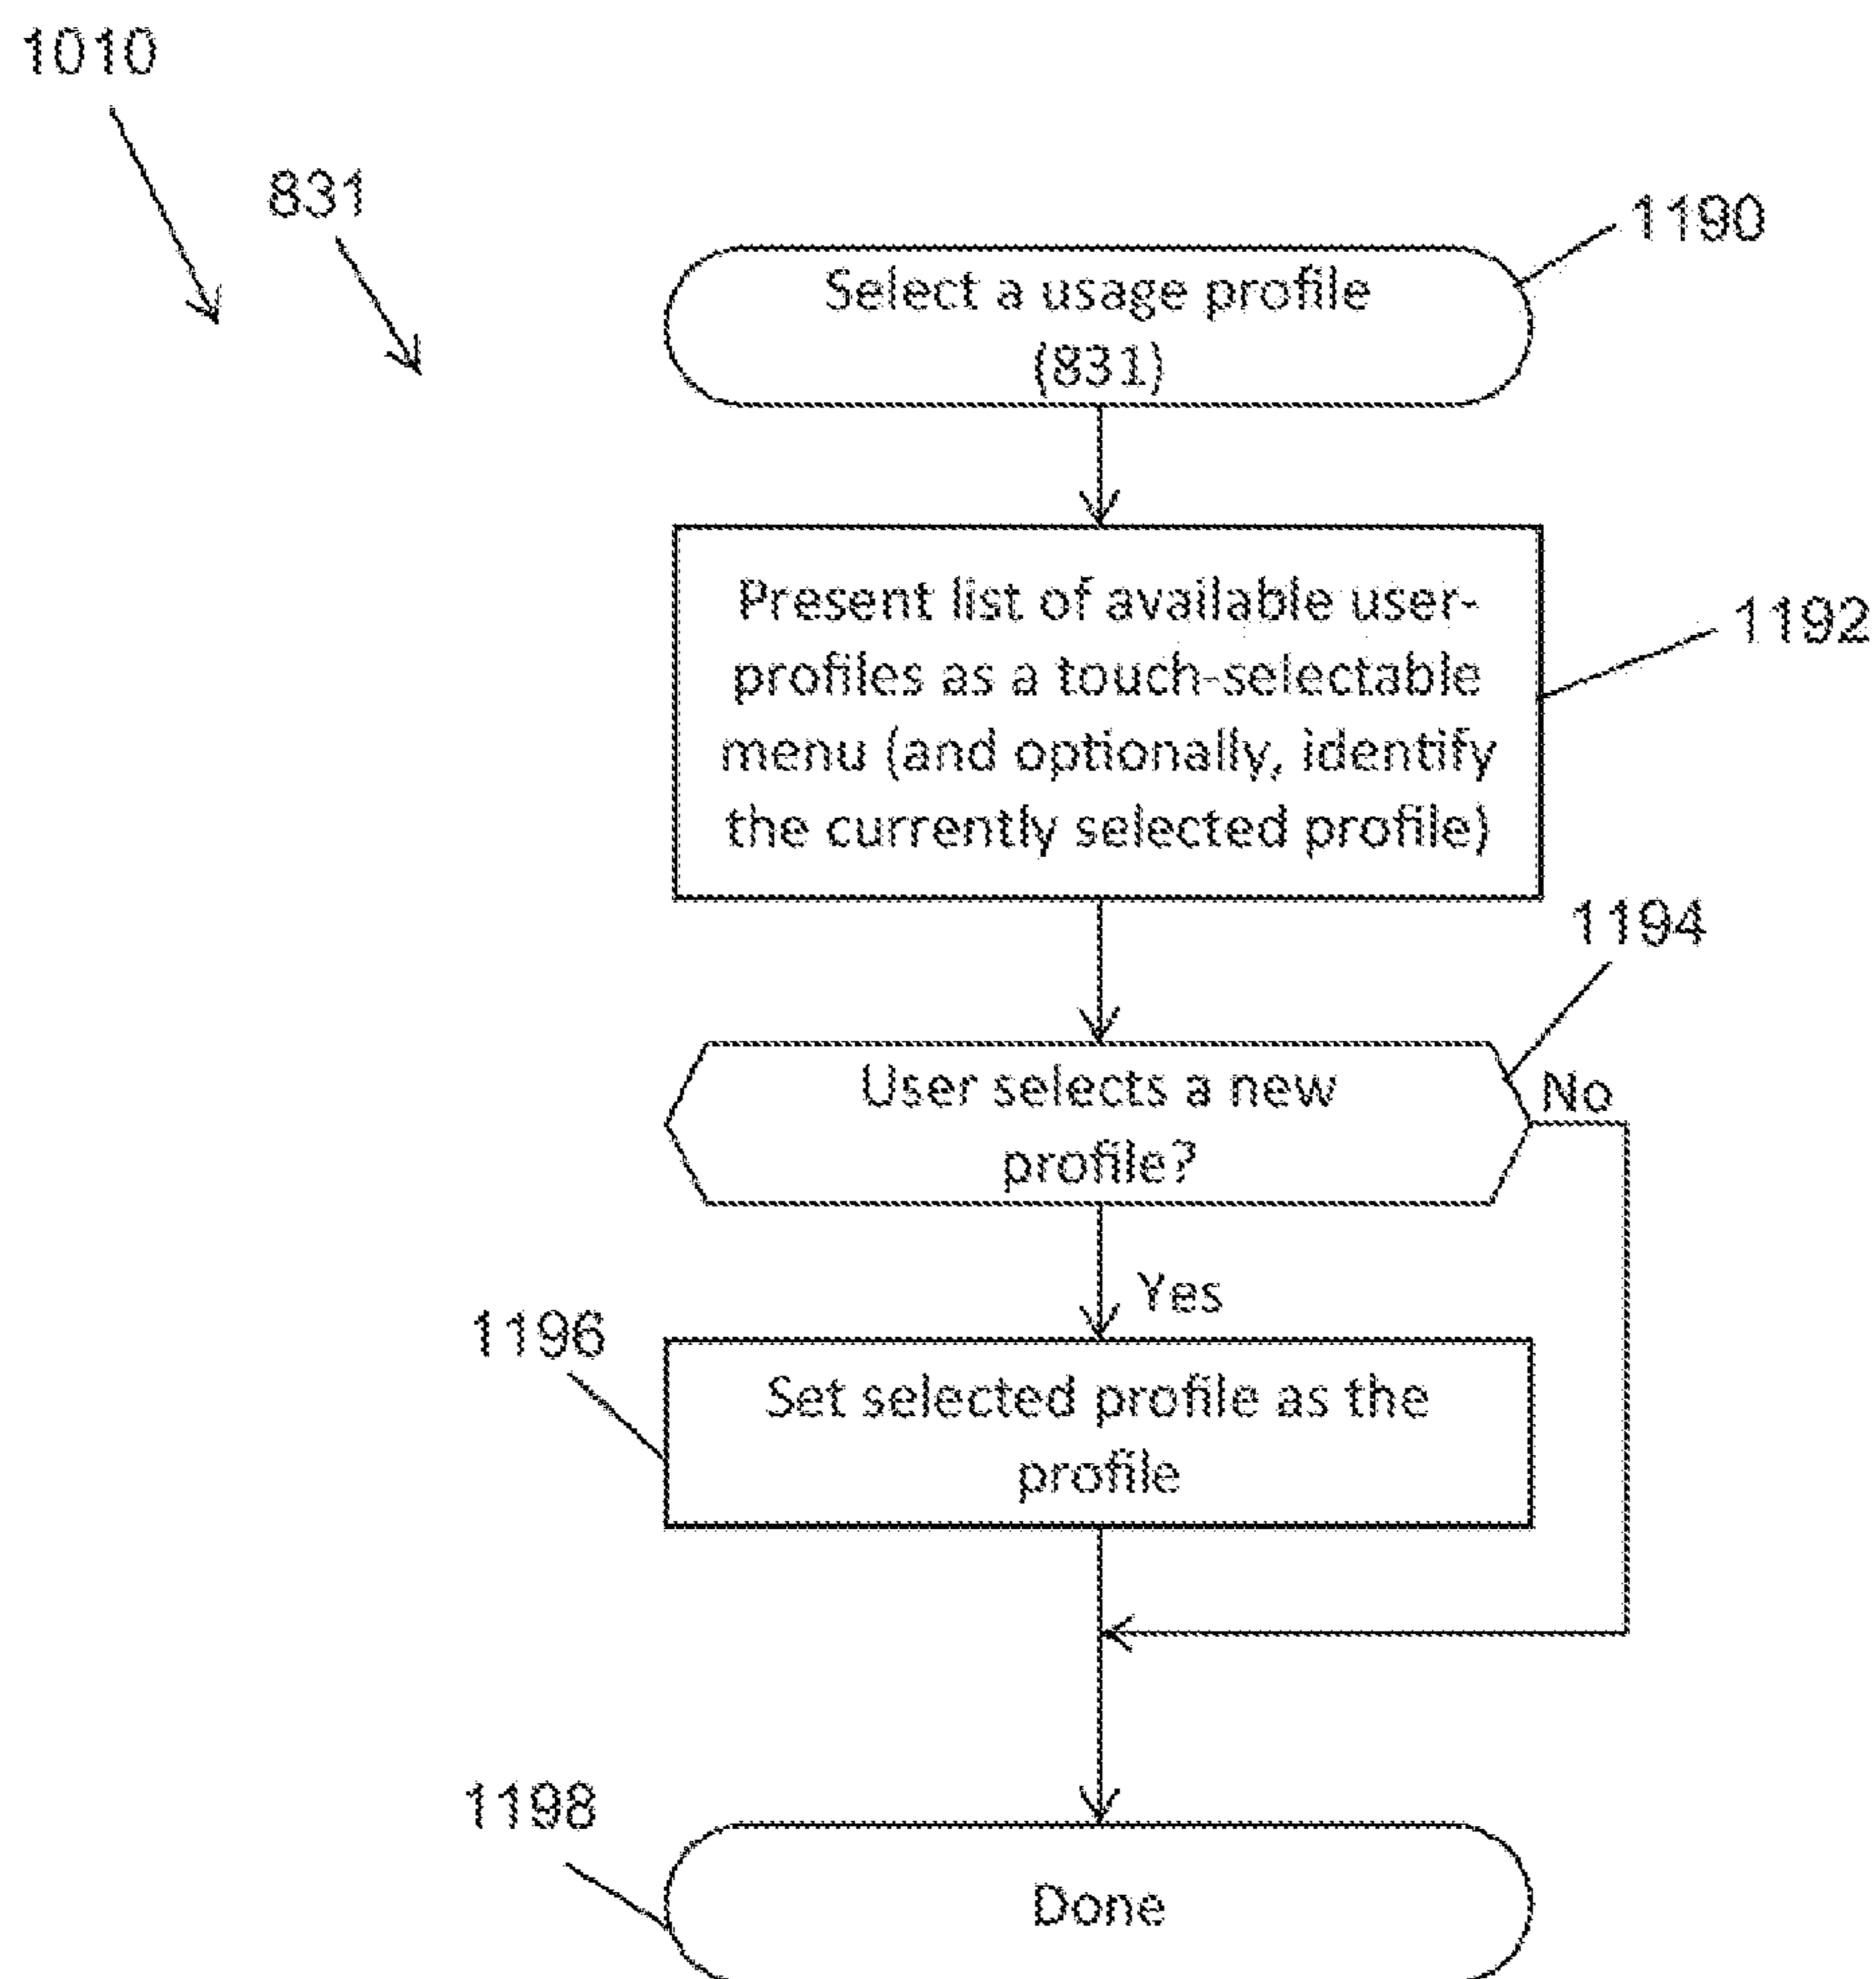 1010
831
1190
Select a usage profile
(831)
Present list of available user-
profiles as a touch-selectable
menu (and optionally, identify
the currently selected profile)
1192
1194
User selects a new
profile?
No
Yes
1196
Set selected profile as the
profile
1198
Done